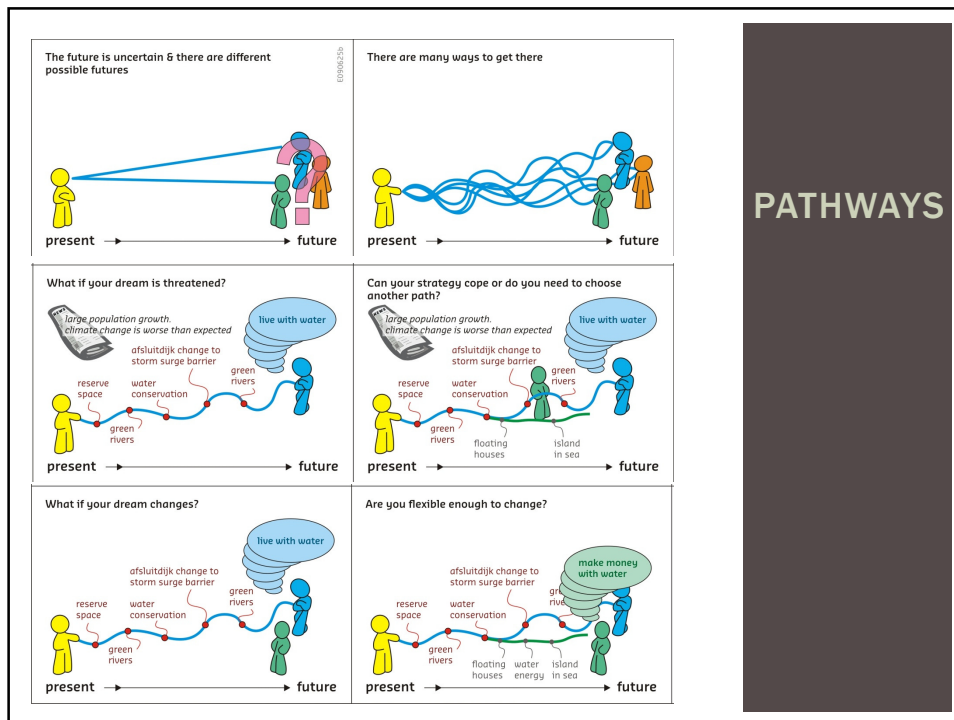 The future is uncertain & there are different
possible futures
E090625b
present
future
There are many ways to get there
present
future
What if your dream is threatened?
NEWS
large population growth.
climate change is worse than expected
live with water
afsluitdijk change to
storm surge barrier
green
rivers
reserve
space
water
conservation
green
rivers
present
future
Can your strategy cope or do you need to choose
another path?
NEWS
large population growth.
climate change is worse than expected
live with water
afsluitdijk change to
storm surge barrier
green
rivers
reserve
space
water
conservation
green
rivers
floating
houses
island
in sea
present
future
What if your dream changes?
live with water
afsluitdijk change to
storm surge barrier
green
rivers
reserve
space
water
conservation
green
rivers
present
future
Are you flexible enough to change?
make money
with water
afsluitdijk change to
storm surge barrier
reserve
space
water
conservation
green
rivers
floating
houses
water
energy
island
in sea
present
future
PATHWAYS